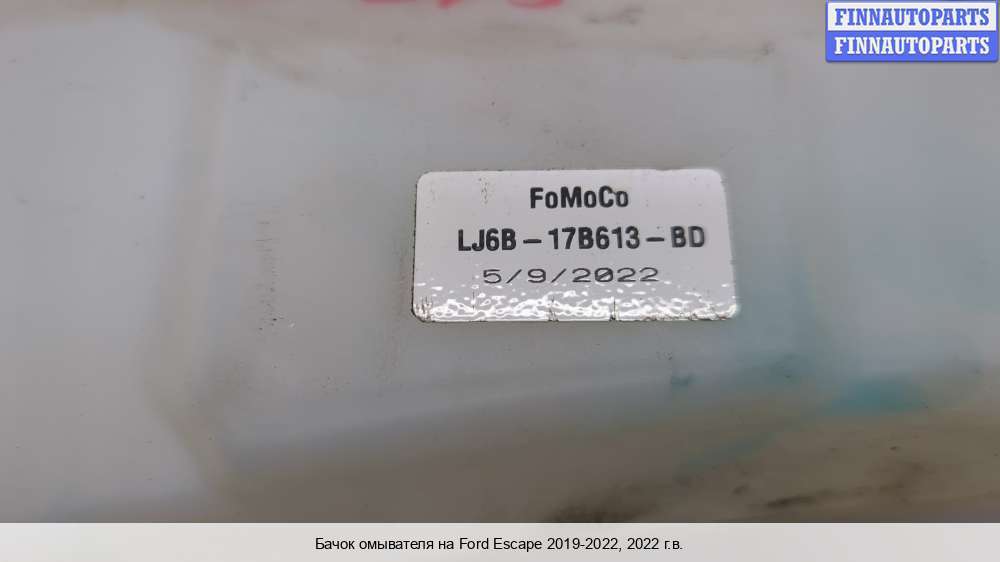 FINNAUTOPARTS
FINNAUTOPARTS
FoMoCo
LJ6B-17B613-BD
5/9/2022
Бачок омывателя на Ford Escape 2019-2022, 2022 г.в.